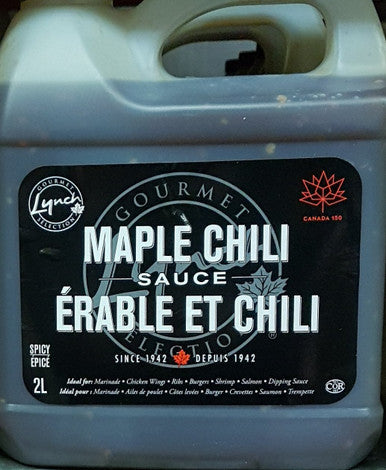 GOURMET
Lynch
SELECTION
CANADA 150
GOURMET
Lynch
MAPLE CHILI
SAUCE
ÉRABLE ET CHILI
SELECTION®
SPICY
ÉPICÉ
SINCE 1942 DEPUIS 1942
2L
Ideal for: Marinade • Chicken Wings • Ribs • Burgers • Shrimp • Salmon • Dipping Sauce
Idéal pour: Marinade • Ailes de poulet • Côtes levées • Burger • Crevettes • Saumon • Trempette
COR